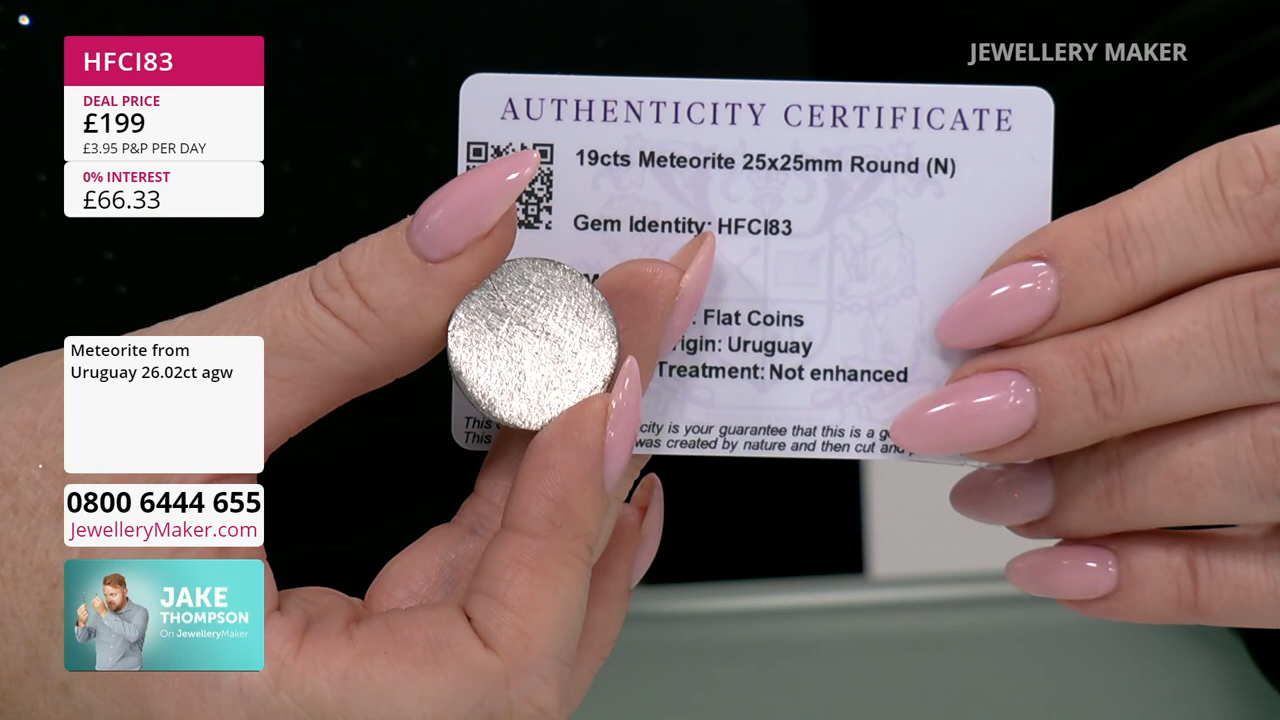 HFCI83
DEAL PRICE
£199
£3.95 P&P PER DAY
0% INTEREST
£66.33
Meteorite from
Uruguay 26.02ct agw
0800 6444 655
JewelleryMaker.com
JAKE
THOMPSON
On JewelleryMaker
JEWELLERY MAKER
AUTHENTICITY CERTIFICATE
19cts Meteorite 25x25mm Round (N)
Gem Identity: HFCI83
Flat Coins
Uruguay
Treatment: Not enhanced
This city is your guarantee that this is a
This was created by nature and then cut and